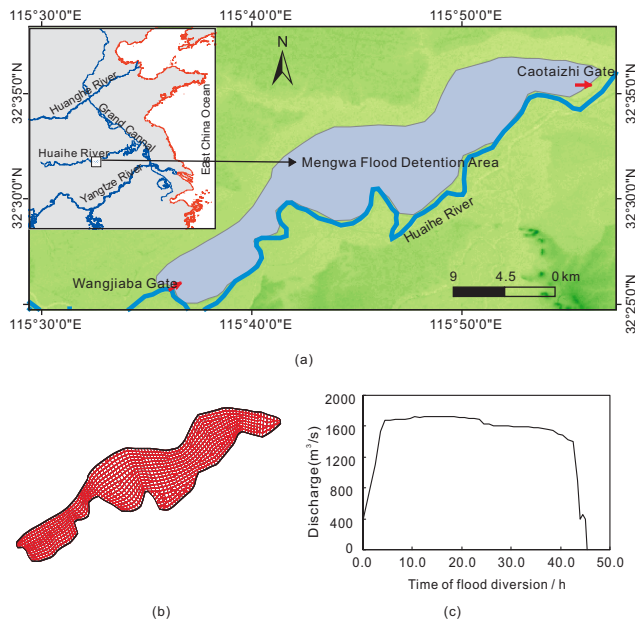 115°30'0"E
115°40'0"E
115°50'0"E
N
Caotaizhi Gate
32°35'0"N
32°35'0"N
Huanghe River
Grand Cannal
East China Ocean
Huaihe River
Mengwa Flood Detention Area
Yangtze River
32°30'0"N
32°30'0"N
Huaihe River
Wangjiaba Gate
9 4.5 0 km
32°25'0"N
115°30'0"E
115°40'0"E
115°50'0"E
(a)
2000
1600
1200
800
400
0.0
Discharge(m³/s)
0.0 10.0 20.0 30.0 40.0 50.0
Time of flood diversion / h
(b)
(c)